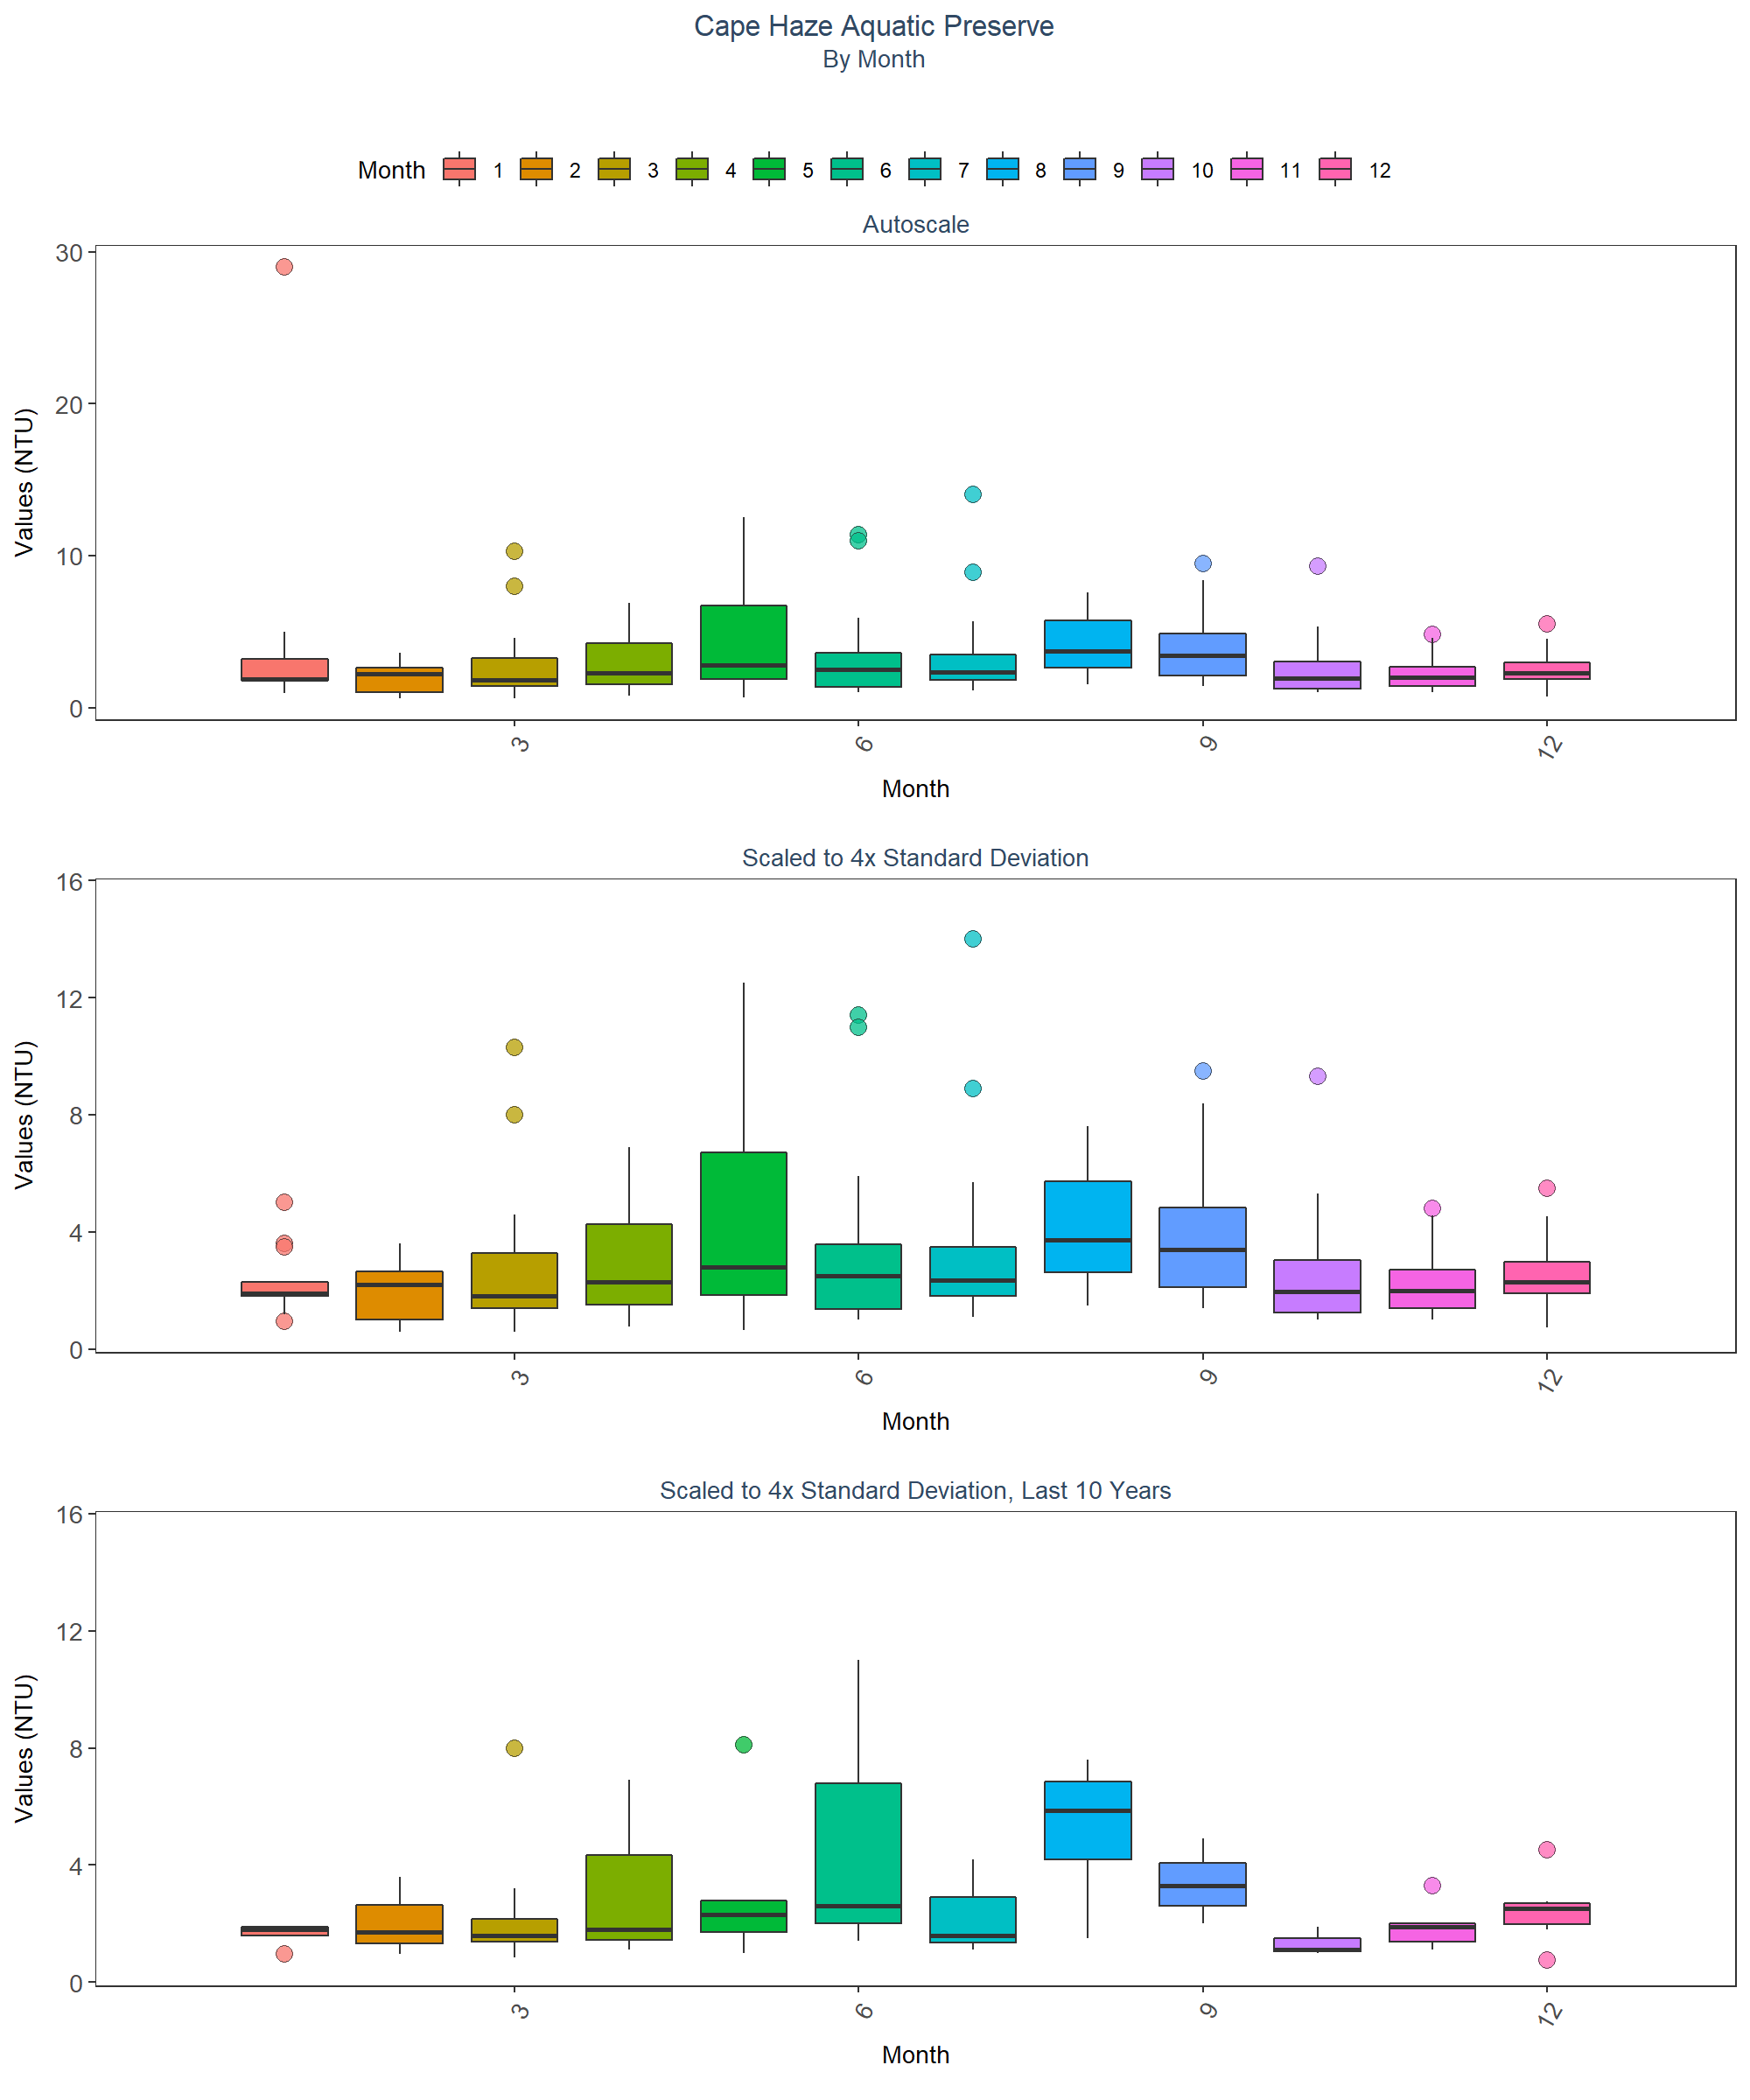 Cape Haze Aquatic Preserve
By Month
Month 1 2 3 4 5 6 7 8 9 10 11 12
Autoscale
Values (NTU)
30
20
10
0
3 6 9 12
Month
Scaled to 4x Standard Deviation
Values (NTU)
16
12
8
4
0
3 6 9 12
Month
Scaled to 4x Standard Deviation, Last 10 Years
Values (NTU)
16
12
8
4
0
3 6 9 12
Month